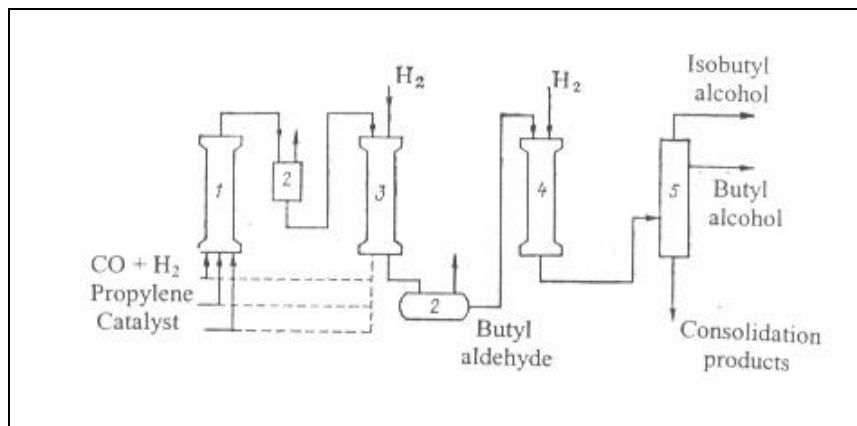 H₂
H₂
Isobutyl
alcohol
1
2
3
4
5
Butyl
alcohol
CO + H₂
Propylene
Catalyst
2
Butyl
aldehyde
Consolidation
products